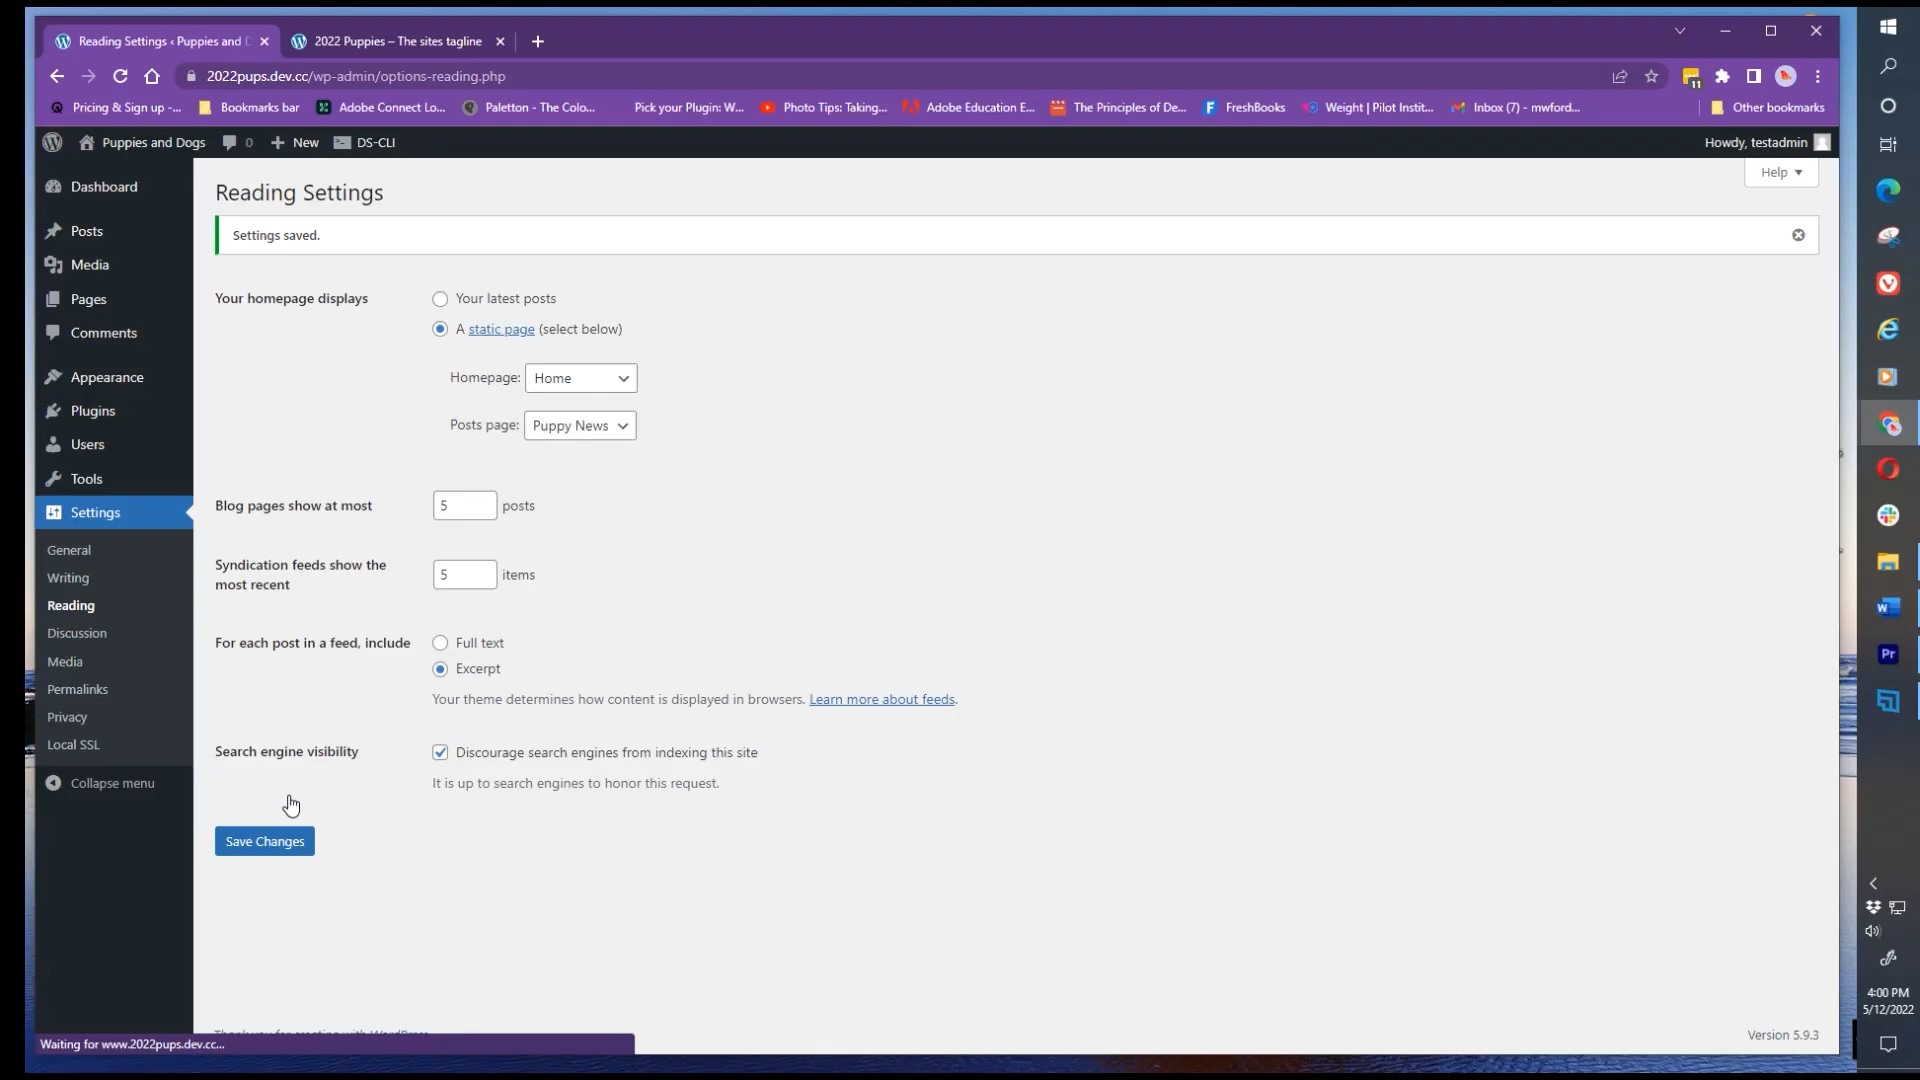 Reading Settings ‹ Puppies and D
2022 Puppies – The sites tagline
2022pups.dev.cc/wp-admin/options-reading.php
11
Pricing & Sign up -...
Bookmarks bar
Adobe Connect Lo...
Paletton - The Colo...
Pick your Plugin: W...
Photo Tips: Taking...
Adobe Education E...
The Principles of De...
FreshBooks
Weight | Pilot Instit...
Inbox (7) - mwford...
Other bookmarks
Puppies and Dogs
0
New
DS-CLI
Howdy, testadmin
Help
Dashboard
Posts
Media
Pages
Comments
Appearance
Plugins
Users
Tools
Settings
General
Writing
Reading
Discussion
Media
Permalinks
Privacy
Local SSL
Collapse menu
Reading Settings
Settings saved.
Your homepage displays
Your latest posts
A static page (select below)
Homepage: Home
Posts page: Puppy News
Blog pages show at most
5 posts
Syndication feeds show the
most recent
5 items
For each post in a feed, include
Full text
Excerpt
Your theme determines how content is displayed in browsers. Learn more about feeds.
Search engine visibility
Discourage search engines from indexing this site
It is up to search engines to honor this request.
Save Changes
Thank you for creating with WordPress
Version 5.9.3
Waiting for www.2022pups.dev.cc...
W
Pr
4:00 PM
5/12/2022